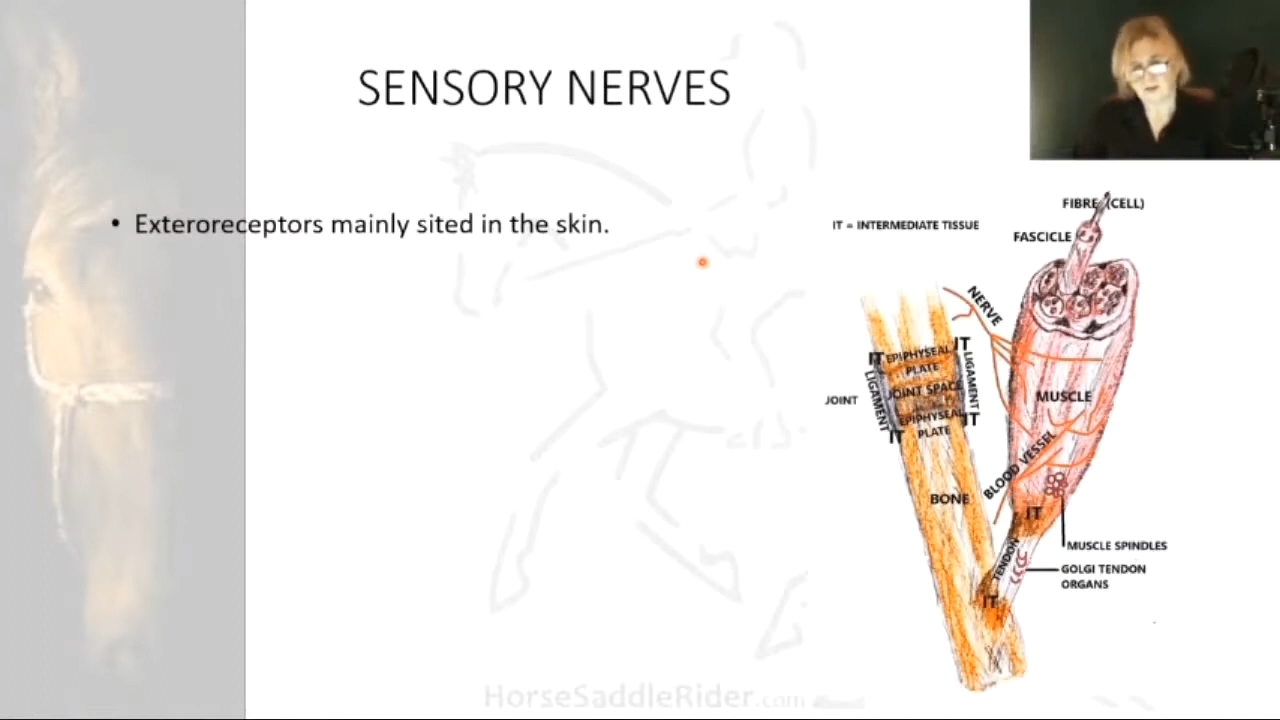 SENSORY NERVES
• Exteroreceptors mainly sited in the skin.
IT = INTERMEDIATE TISSUE
FIBRE (CELL)
FASCICLE
NERVE
IT
IT
EPIPHYSEAL
PLATE
LIGAMENT
LIGAMENT
JOINT SPACE
JOINT
MUSCLE
EPIPHYSEAL
PLATE
IT
IT
BLOOD VESSEL
BONE
IT
TENDON
MUSCLE SPINDLES
GOLGI TENDON
ORGANS
IT
HorseSaddleRider.com